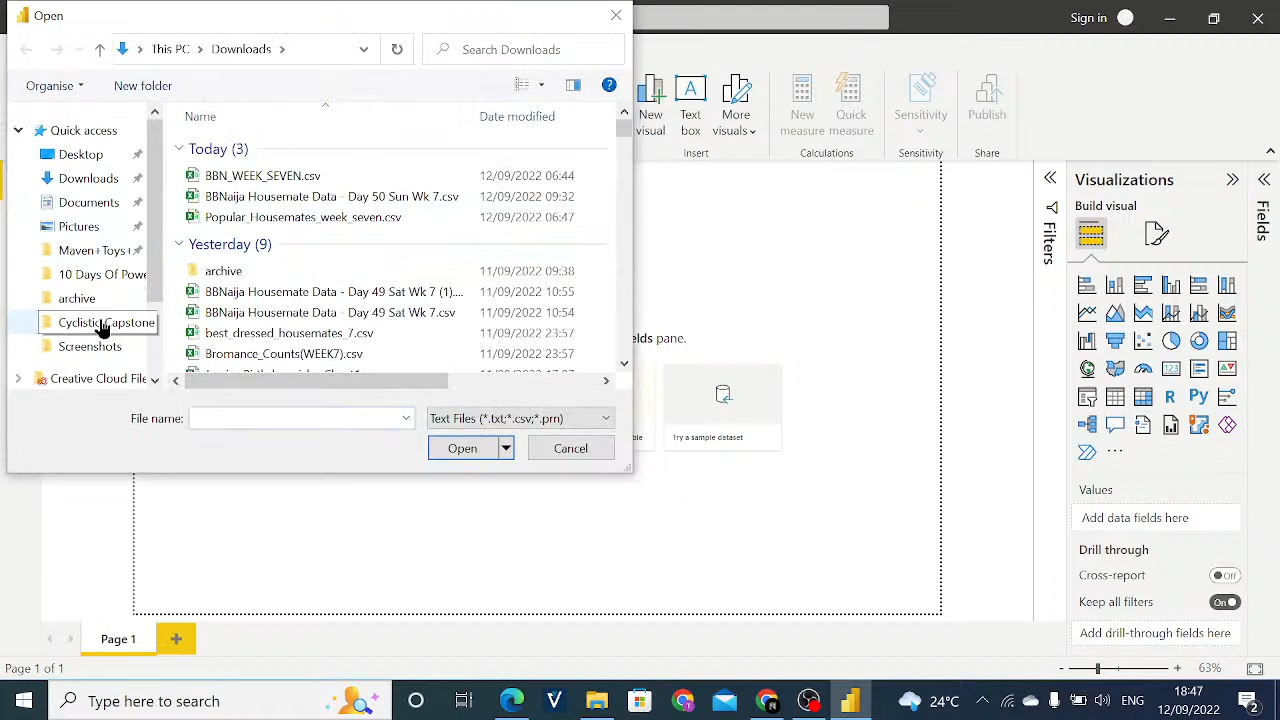 Open
Sign in
This PC
Downloads
Search Downloads
Organise
New folder
New
visual
Text
box
More
visuals
New
measure
Quick
measure
Sensitivity
Publish
Insert
Calculations
Sensitivity
Share
Name
Date modified
Quick access
Desktop
Downloads
Documents
Pictures
Maven+Toys+
10 Days Of Powe
archive
Cyclistic Capstone
Screenshots
Creative Cloud File
Today (3)
BBN_WEEK_SEVEN.csv 12/09/2022 06:44
BBNaija Housemate Data - Day 50 Sun Wk 7.csv 12/09/2022 09:32
Popular_Housemates_week_seven.csv 12/09/2022 06:47
Yesterday (9)
archive 11/09/2022 09:38
BBNaija Housemate Data - Day 49 Sat Wk 7 (1)... 11/09/2022 10:55
BBNaija Housemate Data - Day 49 Sat Wk 7.csv 11/09/2022 10:54
best_dressed_housemates_7.csv 11/09/2022 23:57
Bromance_Counts(WEEK7).csv 11/09/2022 23:57
File name:
Text Files (*.txt;*.csv;*.prn)
Open
Cancel
elds pane.
ble
Try a sample dataset
Filters
Visualizations
Build visual
123
R
Py
Values
Add data fields here
Drill through
Cross-report
Off
Keep all filters
On
Add drill-through fields here
Fields
Page 1
Page 1 of 1
63%
Type here to search
24°C
ENG
18:47
12/09/2022
2